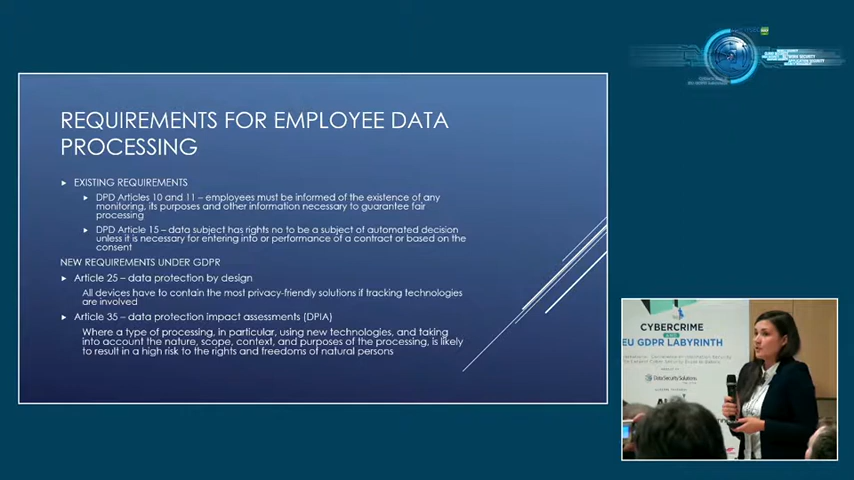 REQUIREMENTS FOR EMPLOYEE DATA
PROCESSING
EXISTING REQUIREMENTS
DPD Articles 10 and 11 – employees must be informed of the existence of any
monitoring, its purposes and other information necessary to guarantee fair
processing
DPD Article 15 – data subject has rights no to be a subject of automated decision
unless it is necessary for entering into or performance of a contract or based on the
consent
NEW REQUIREMENTS UNDER GDPR
Article 25 – data protection by design
All devices have to contain the most privacy-friendly solutions if tracking technologies
are involved
Article 35 – data protection impact assessments (DPIA)
Where a type of processing, in particular, using new technologies, and taking
into account the nature, scope, context, and purposes of the processing, is likely
to result in a high risk to the rights and freedoms of natural persons
CYBERCRIME
EU GDPR LABYRINTH
Data Security Solutions